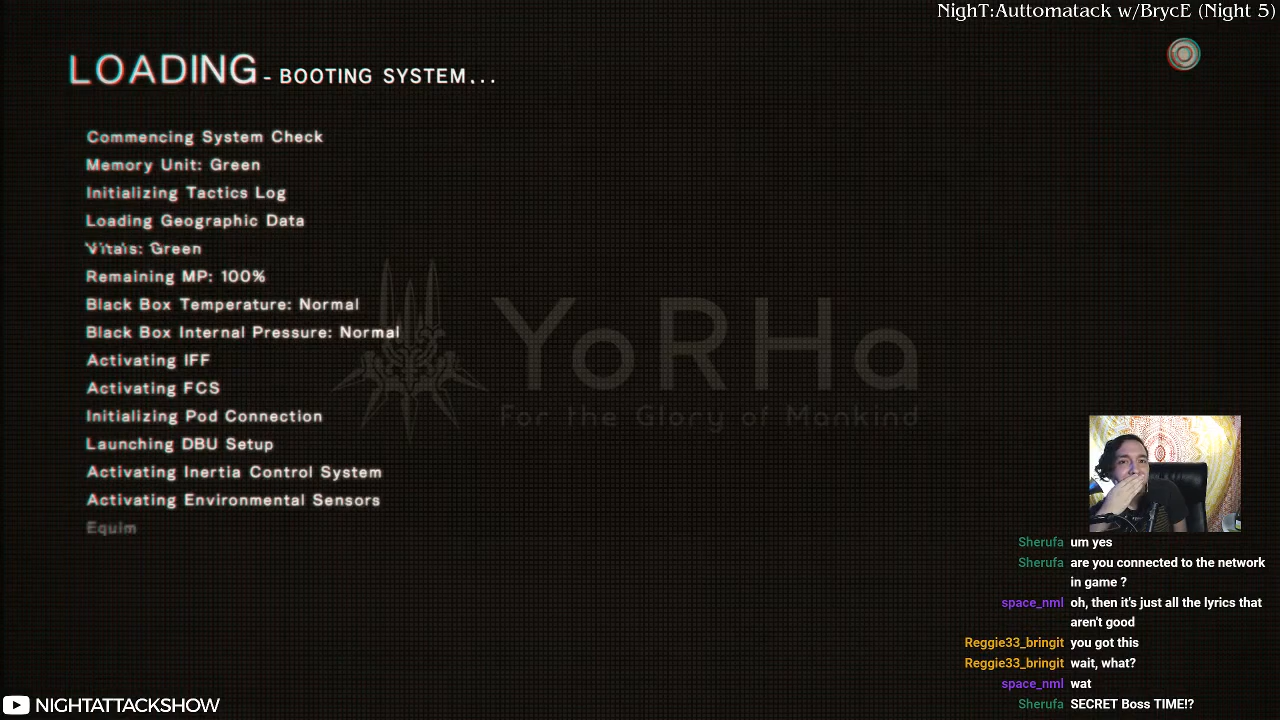 NighT:Auttomatack w/BrycE (Night 5)
LOADING - BOOTING SYSTEM...
Commencing System Check
Memory Unit: Green
Initializing Tactics Log
Loading Geographic Data
Vitals: Green
Remaining MP: 100%
Black Box Temperature: Normal
Black Box Internal Pressure: Normal
Activating IFF
Activating FCS
Initializing Pod Connection
Launching DBU Setup
Activating Inertia Control System
Activating Environmental Sensors
Equim
YoRHa
For the Glory of Mankind
Sherufa um yes
Sherufa are you connected to the network
in game ?
space_nml oh, then it's just all the lyrics that
aren't good
Reggie33_bringit you got this
Reggie33_bringit wait, what?
space_nml wat
Sherufa SECRET Boss TIME!?
NIGHTATTACKSHOW